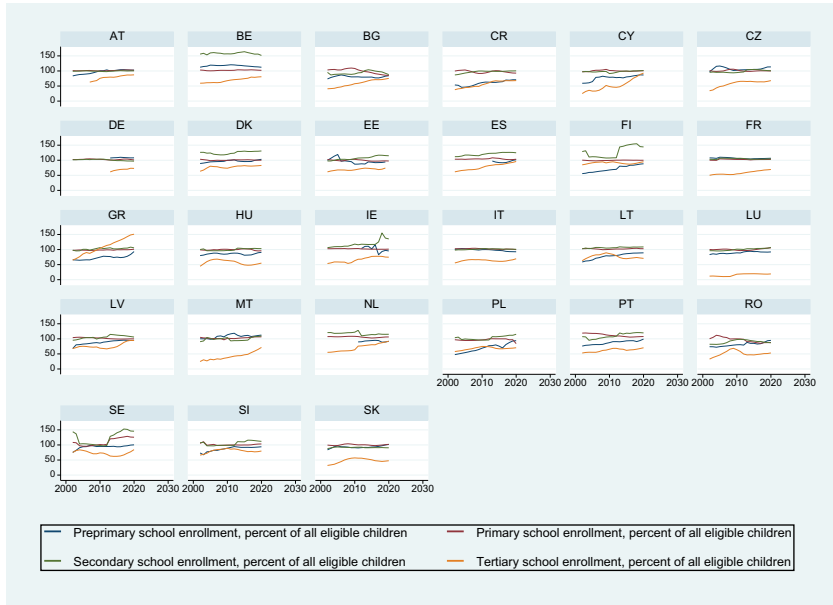 AT BE BG CR CY CZ
150
100
50
0
DE DK EE ES FI FR
150
100
50
0
GR HU IE IT LT LU
150
100
50
0
LV MT NL PL PT RO
150
100
50
0
2000 2010 2020 2030 2000 2010 2020 2030 2000 2010 2020 2030
SE SI SK
150
100
50
0
2000 2010 2020 2030 2000 2010 2020 2030 2000 2010 2020 2030
Preprimary school enrollment, percent of all eligible children Primary school enrollment, percent of all eligible children
Secondary school enrollment, percent of all eligible children Tertiary school enrollment, percent of all eligible children